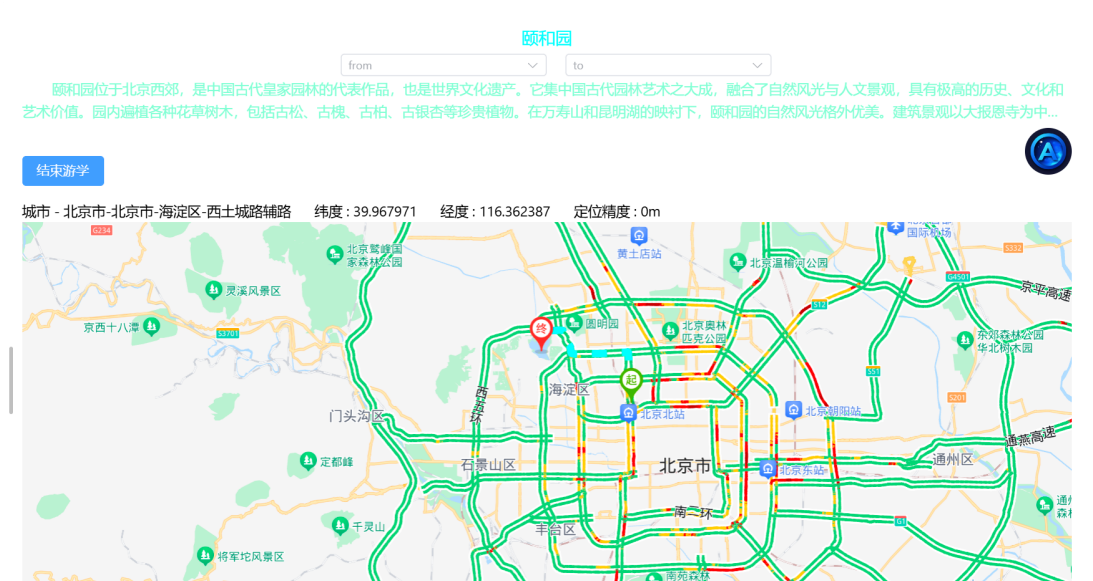 颐和园
from
to
颐和园位于北京西郊，是中国古代皇家园林的代表作品，也是世界文化遗产。它集中国古代园林艺术之大成，融合了自然风光与人文景观，具有极高的历史、文化和
艺术价值。园内遍植各种花草树木，包括古松、古槐、古柏、古银杏等珍贵植物。在万寿山和昆明湖的映衬下，颐和园的自然风光格外优美。建筑景观以大报恩寺为中...
A
结束游学
城市 - 北京市-北京市-海淀区-西土城路辅路 纬度 : 39.967971 经度 : 116.362387 定位精度 : 0m
G234
北京鹫峰国
家森林公园
黄土店站
国际机场
S332
北京温榆河公园
灵溪风景区
G4501
京平高速
S12
京西十八潭
S3701
终
圆明园
北京奥林
匹克公园
东郊森林公园
华北树木园
S51
起
海淀区
西五环
S201
门头沟区
北京北站
北京朝阳站
通燕高速
定都峰
石景山区
北京市
北京东站
通州区
南二环
丰台区
G1
千灵山
将军坨风景区
南苑森林